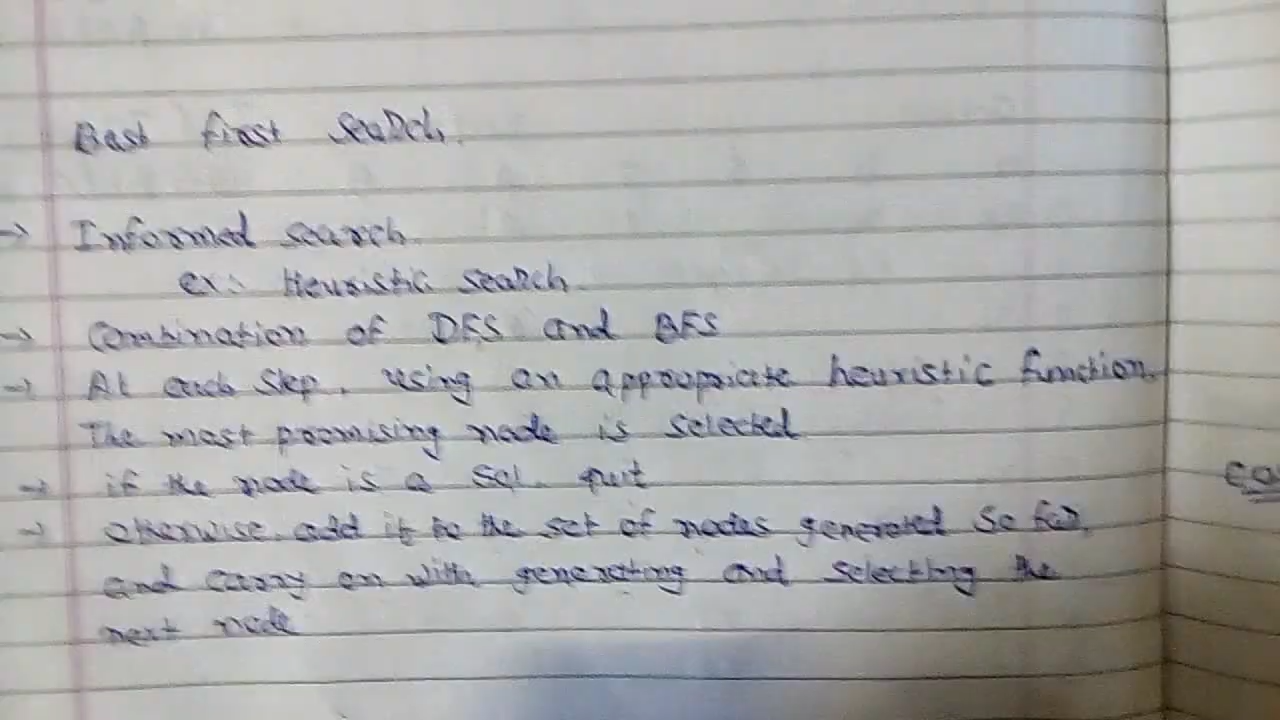 Best first search.
→ Informed search.
ex: Heuristic search.
→ Combination of DFS and BFS
→ At each step, using an appropriate heuristic function.
The most promising node is selected
→ if the node is a sol. quit
→ otherwise. add it to the set of nodes generated so far,
and carry on with generating and selecting the
next node